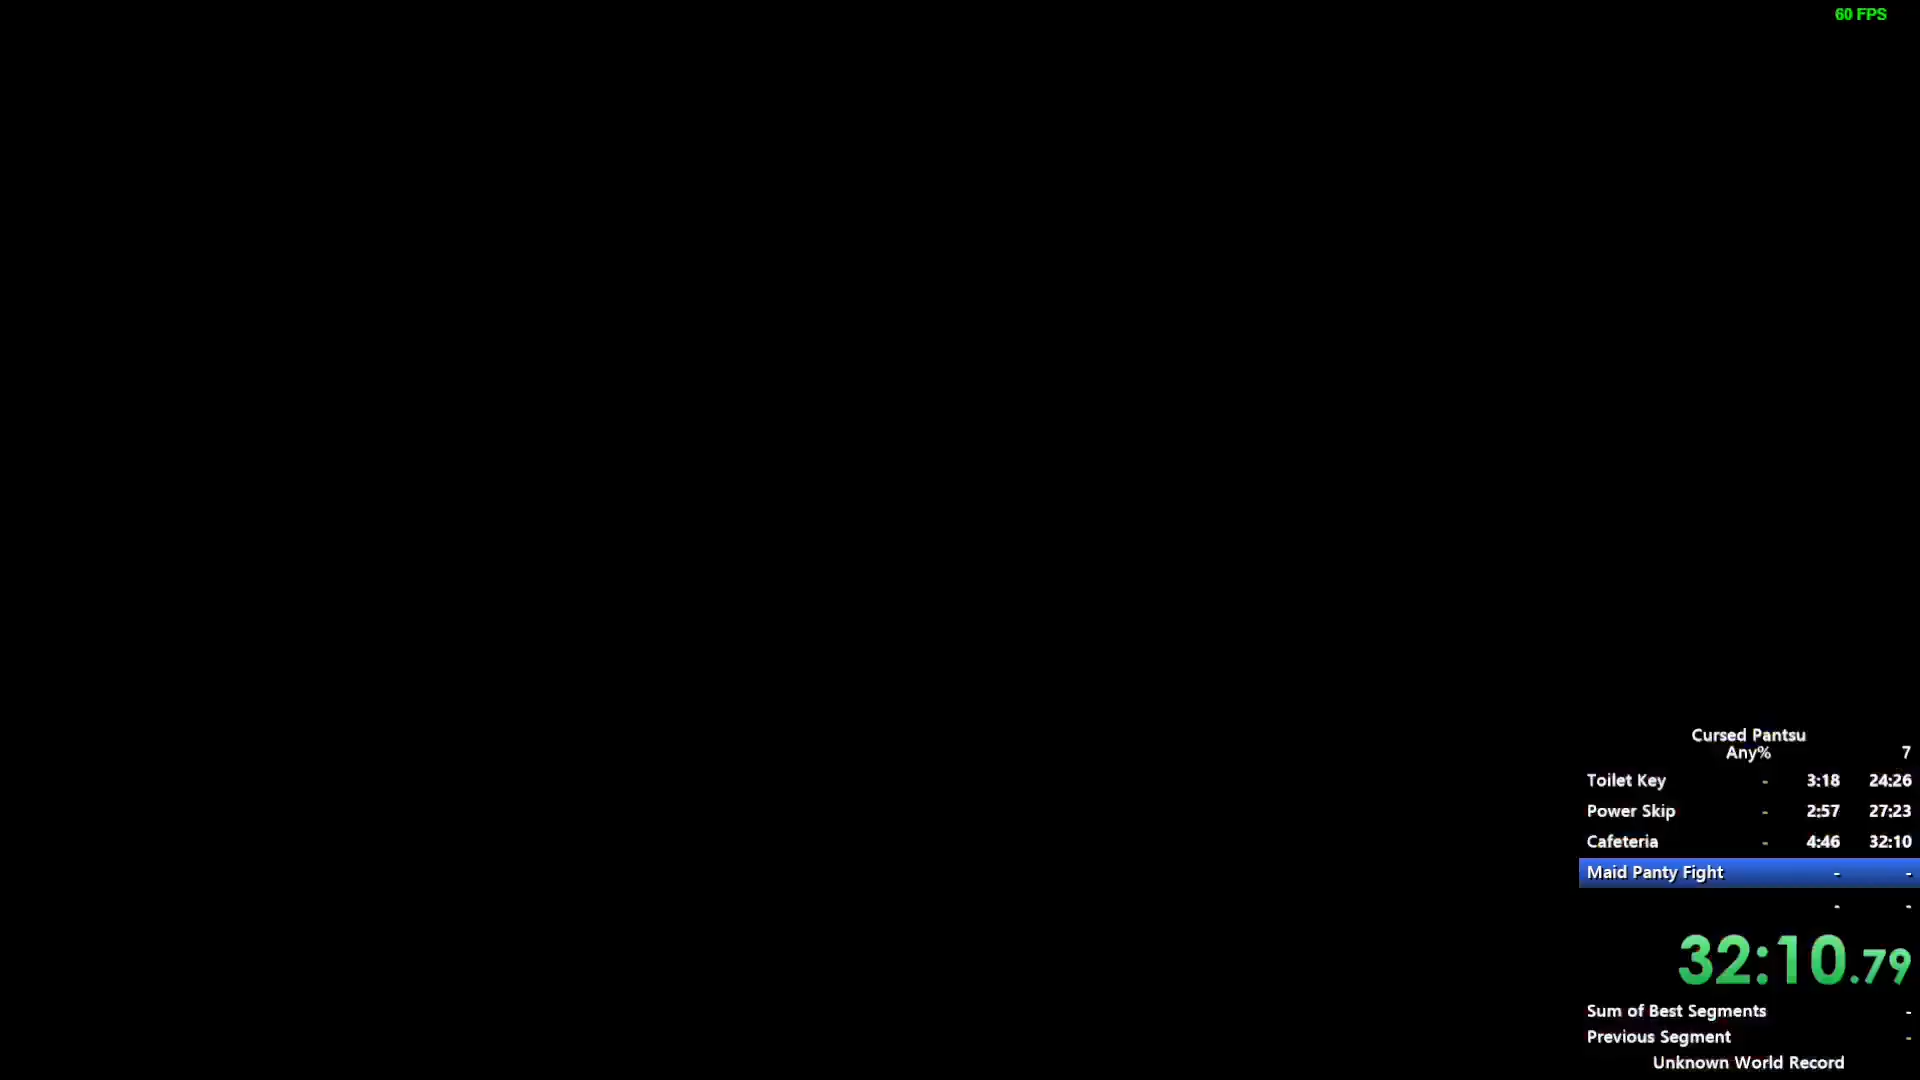 60 FPS
Cursed Pantsu
Any% 7
Toilet Key - 3:18 24:26
Power Skip - 2:57 27:23
Cafeteria - 4:46 32:10
Maid Panty Fight - -
- -
32:10.79
Sum of Best Segments -
Previous Segment -
Unknown World Record